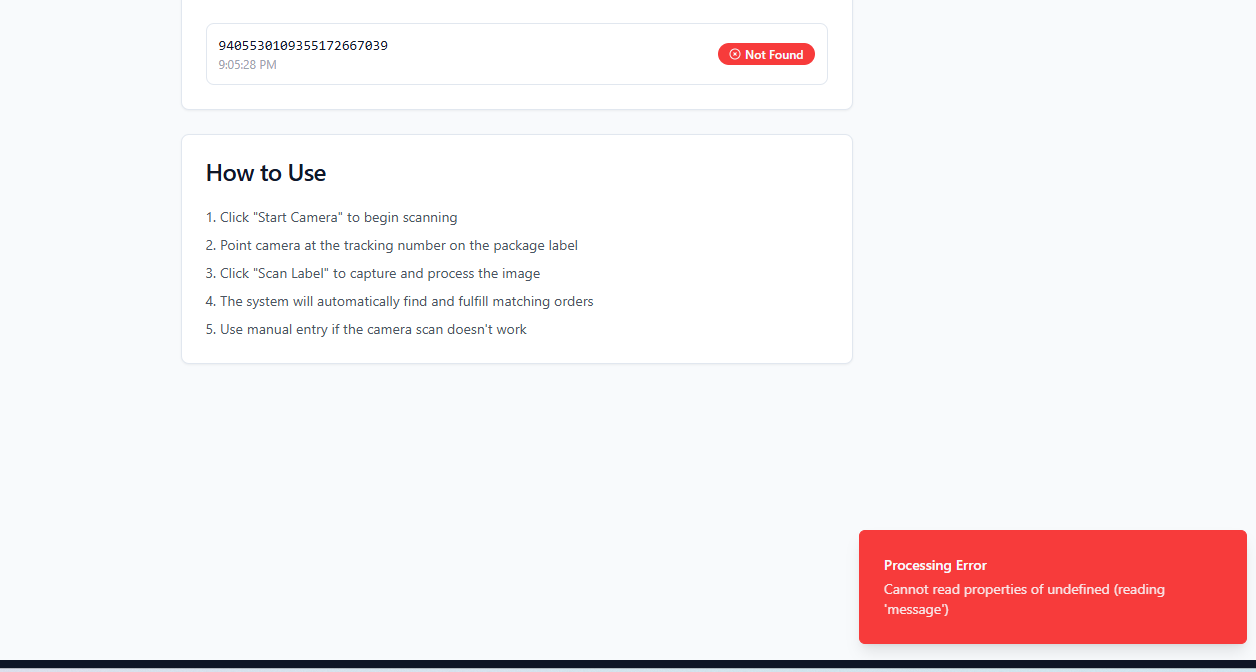 9405530109355172667039
9:05:28 PM
Not Found
How to Use
1. Click "Start Camera" to begin scanning
2. Point camera at the tracking number on the package label
3. Click "Scan Label" to capture and process the image
4. The system will automatically find and fulfill matching orders
5. Use manual entry if the camera scan doesn't work
Processing Error
Cannot read properties of undefined (reading
'message')